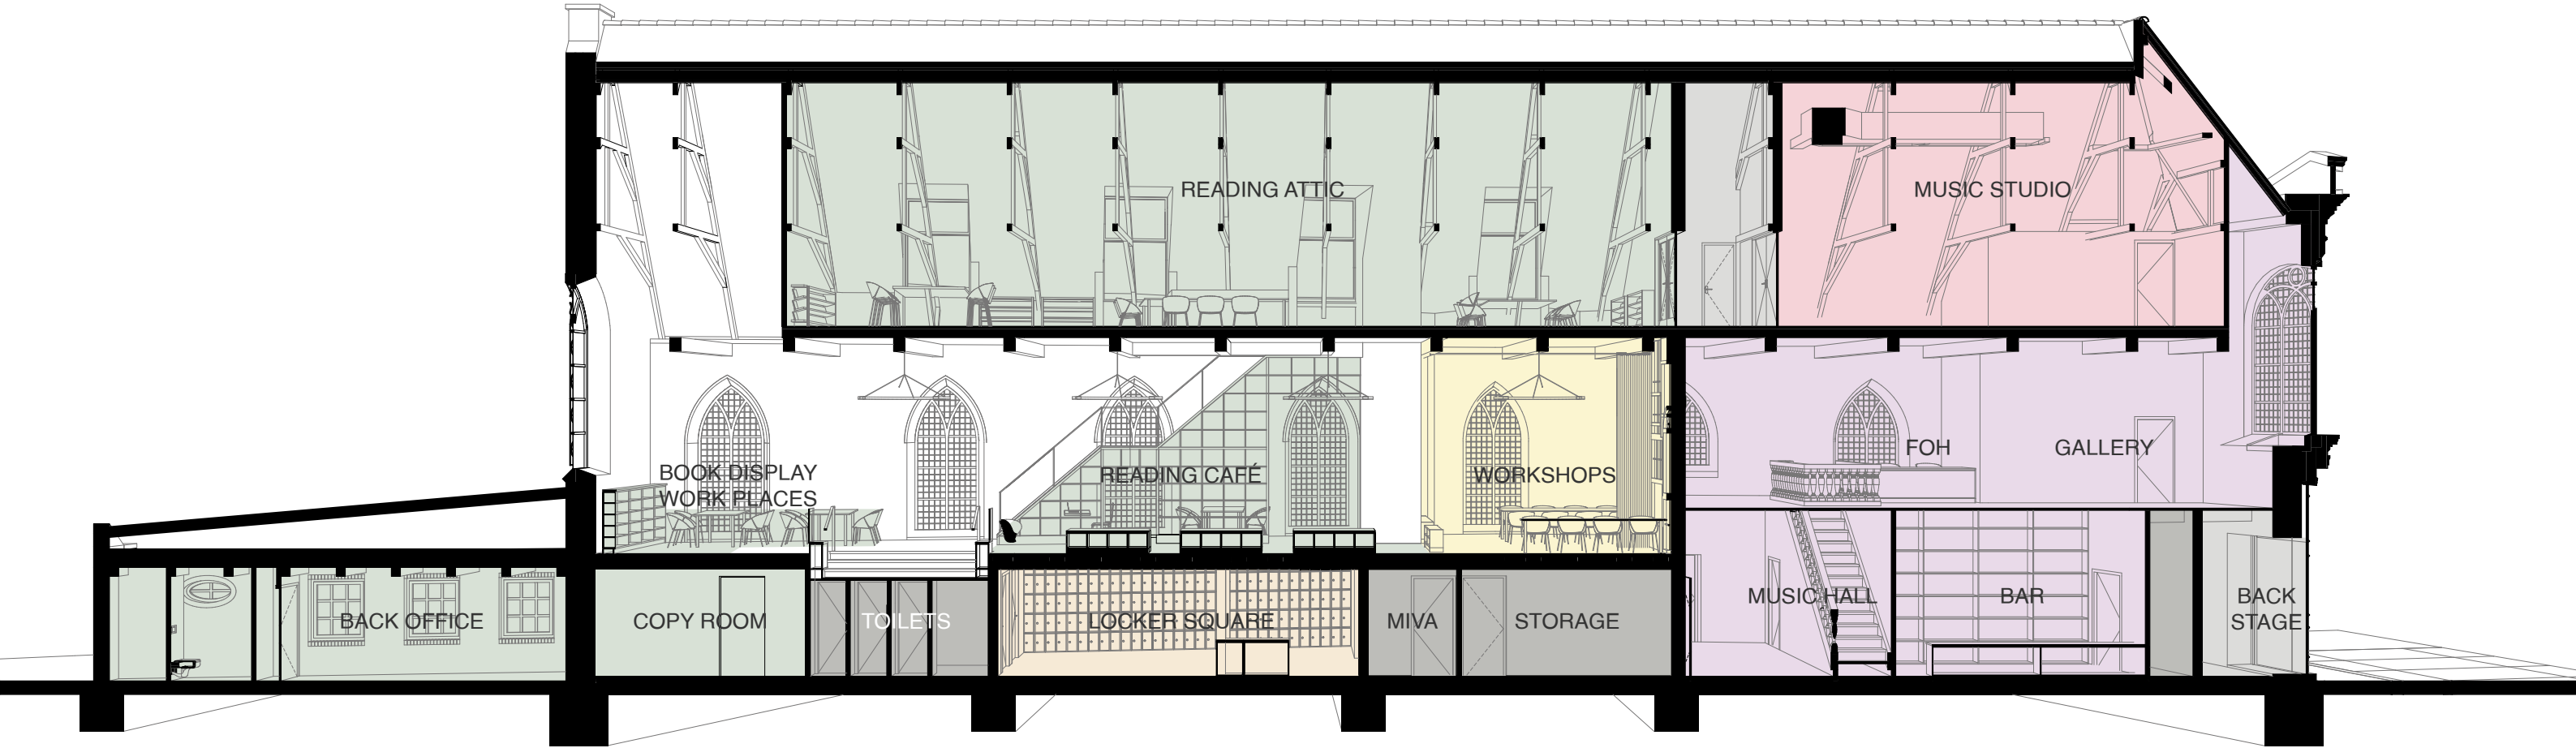 READING ATTIC
MUSIC STUDIO
BOOK DISPLAY
WORK PLACES
READING CAFÉ
WORKSHOPS
FOH
GALLERY
BACK OFFICE
COPY ROOM
TOILETS
LOCKER SQUARE
MIVA
STORAGE
MUSIC HALL
BAR
BACK
STAGE